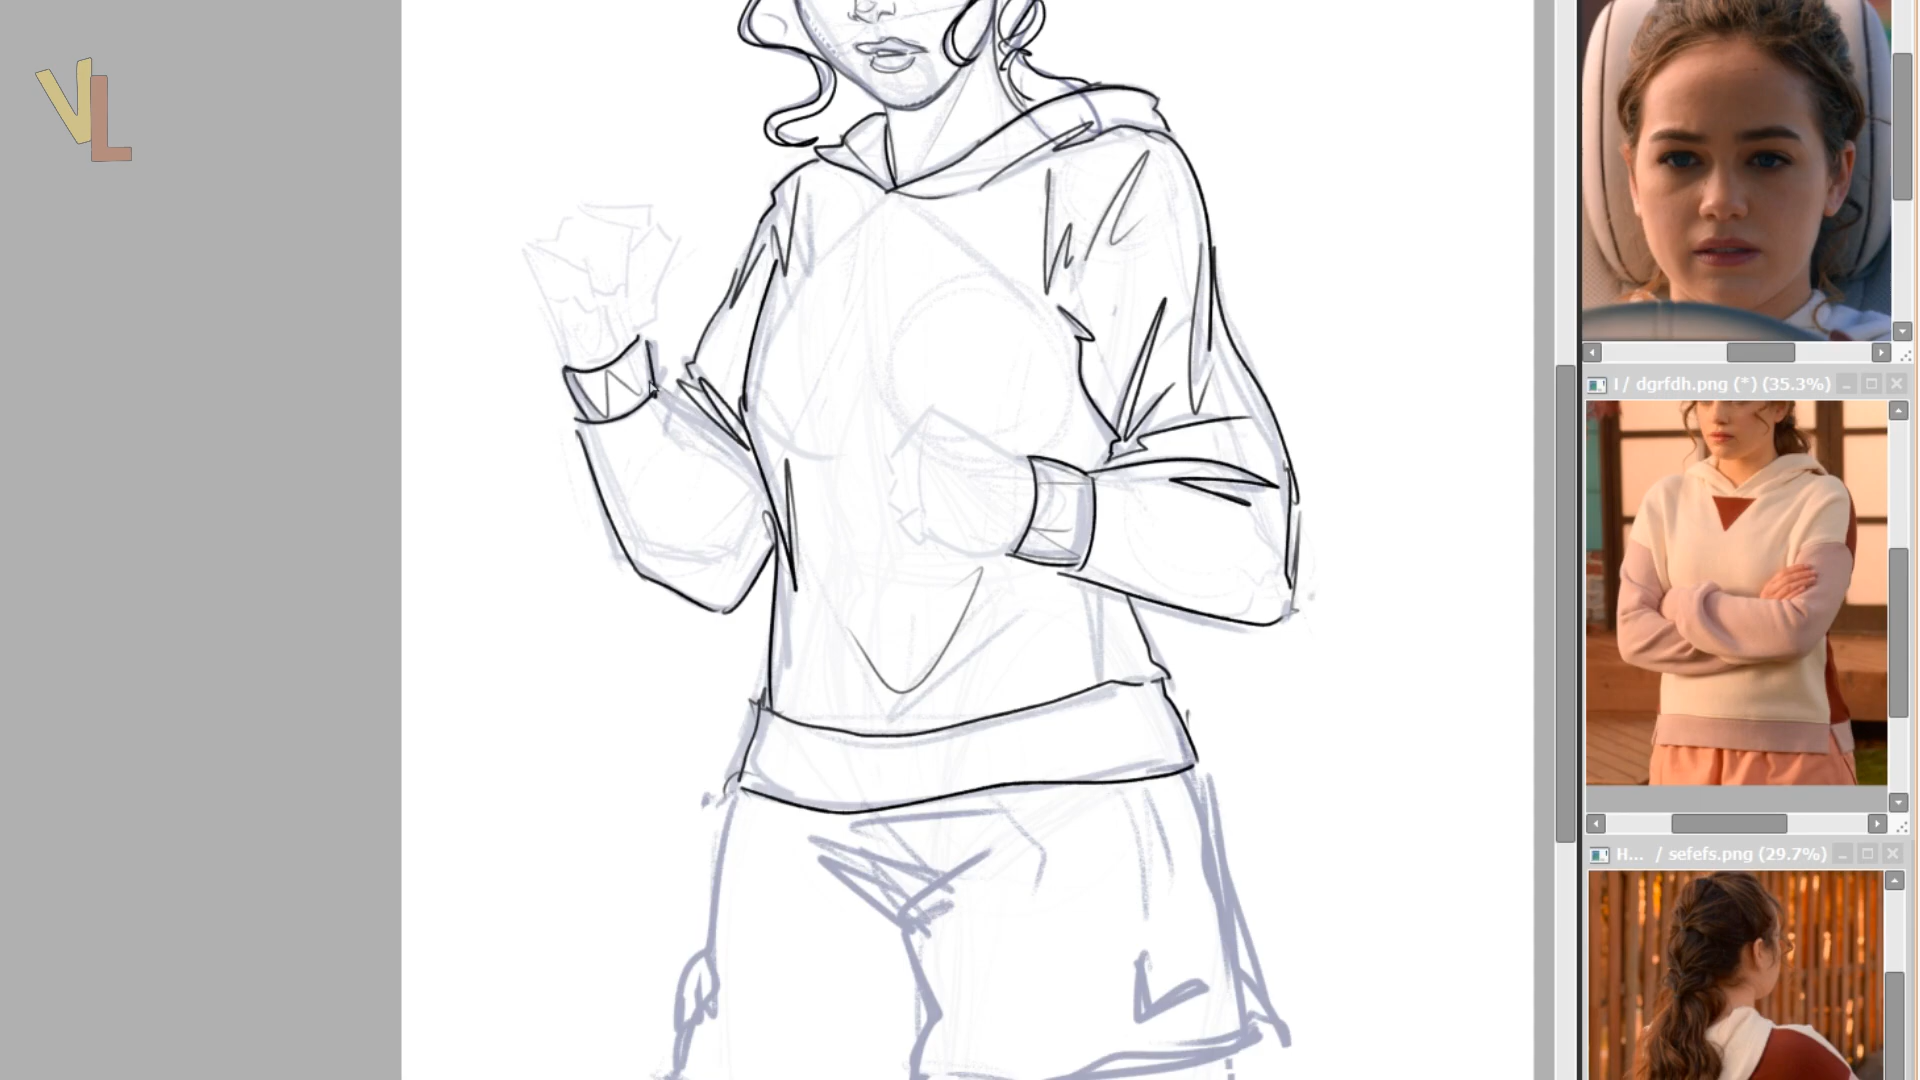 VL
I / dgrfdh.png (*) (35.3%)
H... / sefefs.png (29.7%)